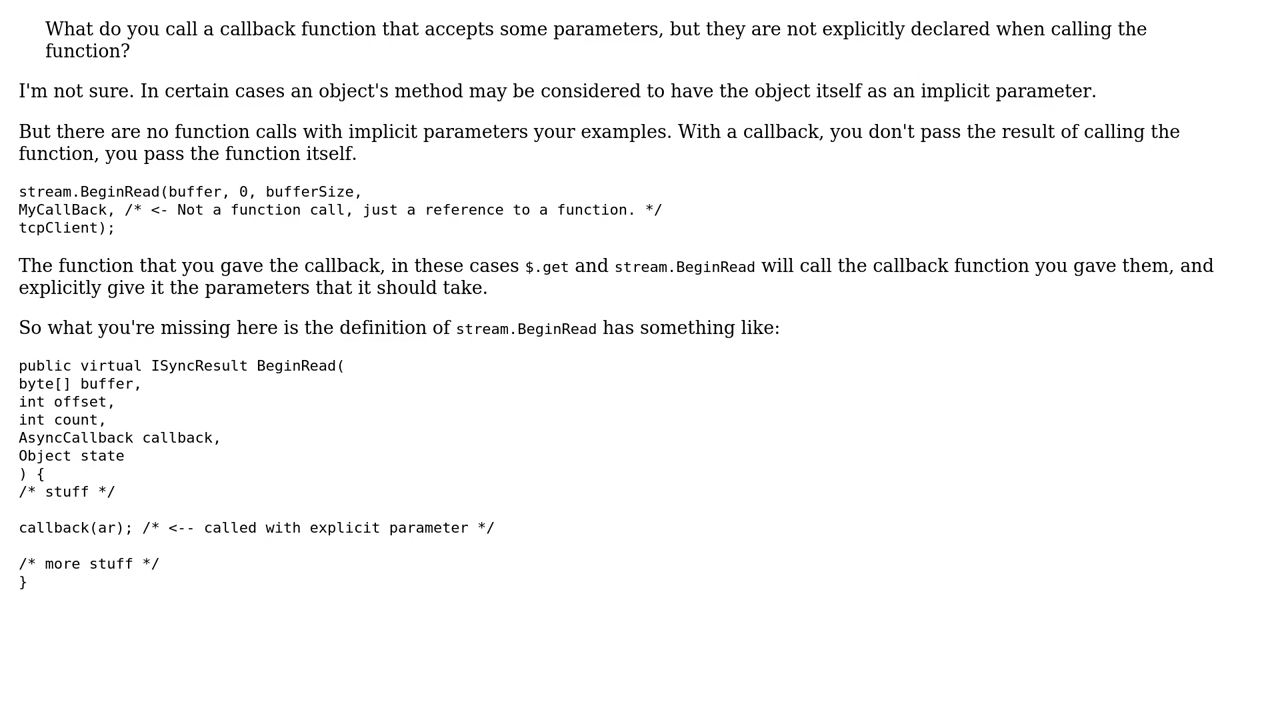 What do you call a callback function that accepts some parameters, but they are not explicitly declared when calling the
function?
I'm not sure. In certain cases an object's method may be considered to have the object itself as an implicit parameter.
But there are no function calls with implicit parameters your examples. With a callback, you don't pass the result of calling the
function, you pass the function itself.
stream.BeginRead(buffer, 0, bufferSize,
MyCallBack, /* <- Not a function call, just a reference to a function. */
tcpClient);
The function that you gave the callback, in these cases $.get and stream.BeginRead will call the callback function you gave them, and
explicitly give it the parameters that it should take.
So what you're missing here is the definition of stream.BeginRead has something like:
public virtual ISyncResult BeginRead(
byte[] buffer,
int offset,
int count,
AsyncCallback callback,
Object state
) {
/* stuff */
callback(ar); /* <-- called with explicit parameter */
/* more stuff */
}